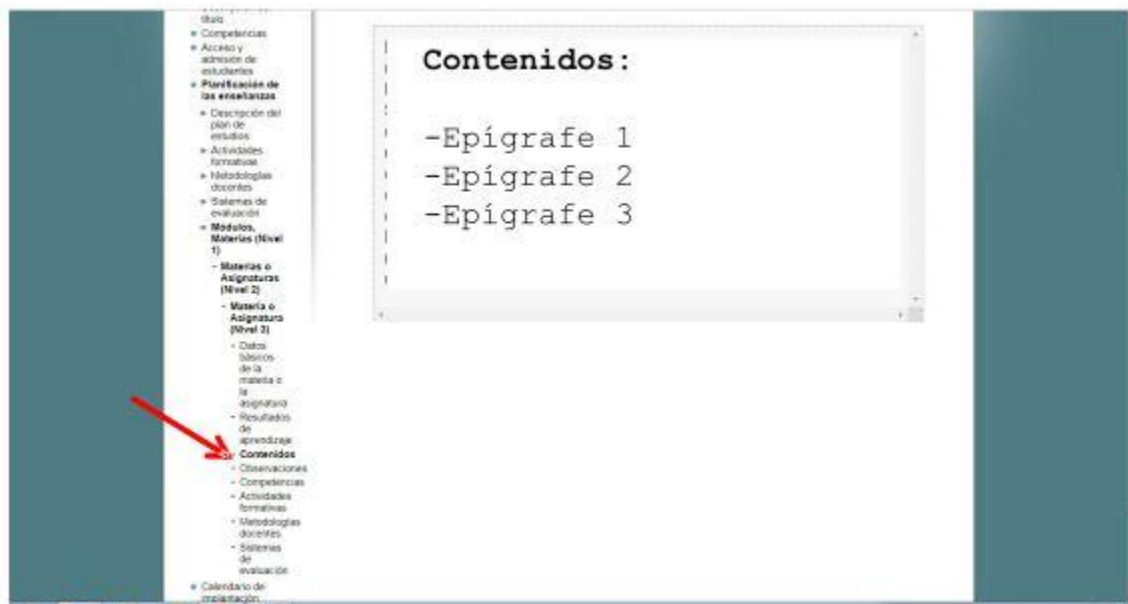 título
Competencias
Acceso y
admisión de
estudiantes
Planificación de
las enseñanzas
Descripción del
plan de
estudios
Actividades
formativas
Metodologías
docentes
Sistemas de
evaluación
Módulos,
Materias (Nivel
1)
- Materias o
Asignaturas
(Nivel 2)
- Materia o
Asignatura
(Nivel 3)
- Datos
básicos
de la
materia o
la
asignatura
- Resultados
de
aprendizaje
Contenidos
- Observaciones
- Competencias
- Actividades
formativas
- Metodologías
docentes
- Sistemas
de
evaluación
Calendario de
implantación
Contenidos:
-Epígrafe 1
-Epígrafe 2
-Epígrafe 3